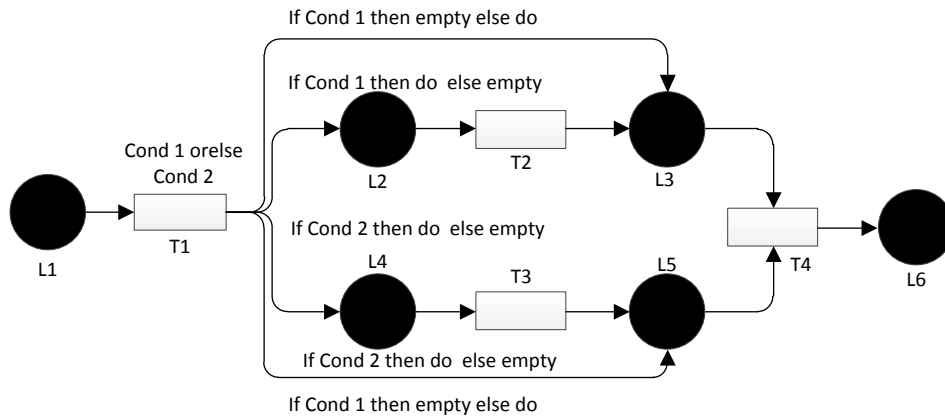 If Cond 1 then empty else do
If Cond 1 then do else empty
Cond 1 orelse
Cond 2
T2
L2
L3
T1
L1
If Cond 2 then do else empty
L4
T3
L5
T4
L6
If Cond 2 then do else empty
If Cond 1 then empty else do